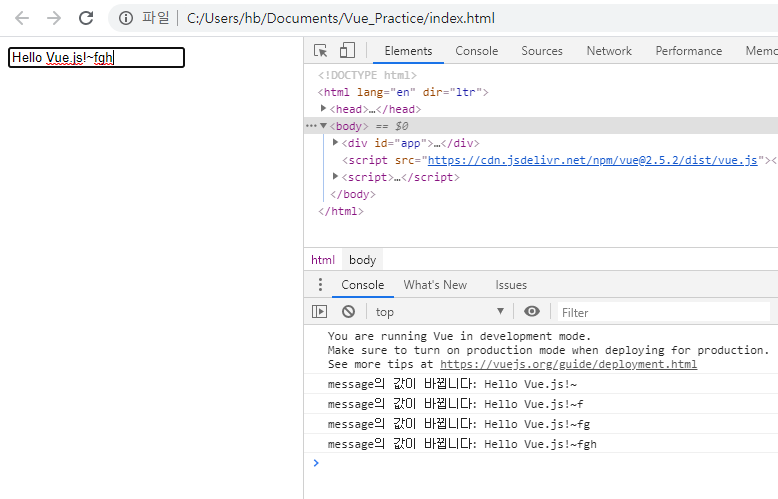 파일 C:/Users/hb/Documents/Vue_Practice/index.html
Hello Vue.js!~fgh
Elements Console Sources Network Performance Memo
<!DOCTYPE html>
<html lang="en" dir="ltr">
<head>…</head>
<body> == $0
<div id="app">…</div>
<script src="https://cdn.jsdelivr.net/npm/vue@2.5.2/dist/vue.js"><
<script>…</script>
</body>
</html>
html body
Console What's New Issues
top Filter
You are running Vue in development mode.
Make sure to turn on production mode when deploying for production.
See more tips at https://vuejs.org/guide/deployment.html
message의 값이 바뀝니다: Hello Vue.js!~
message의 값이 바뀝니다: Hello Vue.js!~f
message의 값이 바뀝니다: Hello Vue.js!~fg
message의 값이 바뀝니다: Hello Vue.js!~fgh